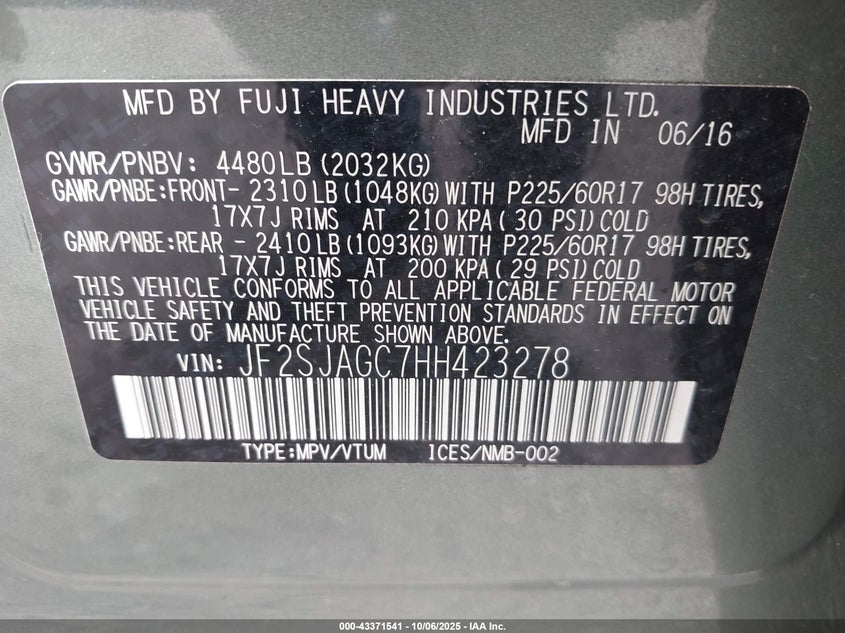 MFD BY FUJI HEAVY INDUSTRIES LTD.
MFD IN 06/16
GVWR/PNBV: 4480LB (2032KG)
GAWR/PNBE:FRONT- 2310LB (1048KG) WITH P225/60R17 98H TIRES,
17X7J RIMS AT 210 KPA ( 30 PSI) COLD
GAWR/PNBE:REAR - 2410LB (1093KG) WITH P225/60R17 98H TIRES,
17X7J RIMS AT 200 KPA ( 29 PSI) COLD
THIS VEHICLE CONFORMS TO ALL APPLICABLE FEDERAL MOTOR
VEHICLE SAFETY AND THEFT PREVENTION STANDARDS IN EFFECT ON
THE DATE OF MANUFACTURE SHOWN ABOVE.
VIN: JF2SJAGC7HH423278
TYPE:MPV/VTUM ICES/NMB-002
000-43371541 - 10/06/2025 - IAA Inc.